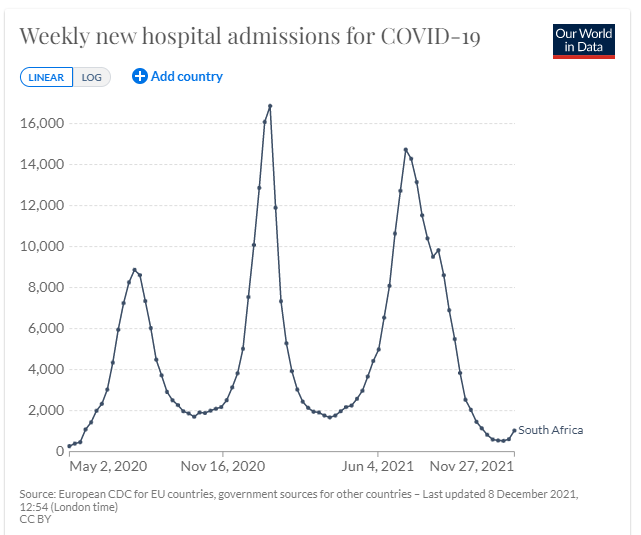 Weekly new hospital admissions for COVID-19
Our World
in Data
LINEAR LOG
Add country
16,000
14,000
12,000
10,000
8,000
6,000
4,000
2,000
0
South Africa
May 2, 2020 Nov 16, 2020 Jun 4, 2021 Nov 27, 2021
Source: European CDC for EU countries, government sources for other countries – Last updated 8 December 2021,
12:54 (London time)
CC BY